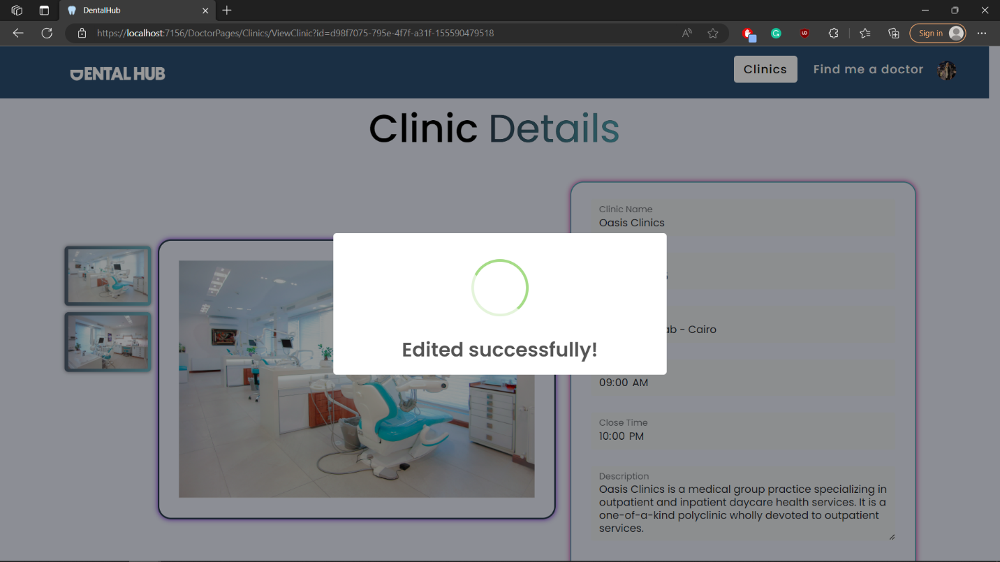 DentalHub
https://localhost:7156/DoctorPages/Clinics/ViewClinic?id=d98f7075-795e-4f7f-a31f-155590479518
Sign in
DENTAL HUB
Clinics
Find me a doctor
Clinic Details
Clinic Name
Oasis Clinics
- Cairo
09:00 AM
Close Time
10:00 PM
Description
Oasis Clinics is a medical group practice specializing in
outpatient and inpatient daycare health services. It is a
one-of-a-kind polyclinic wholly devoted to outpatient
services.
Edited successfully!